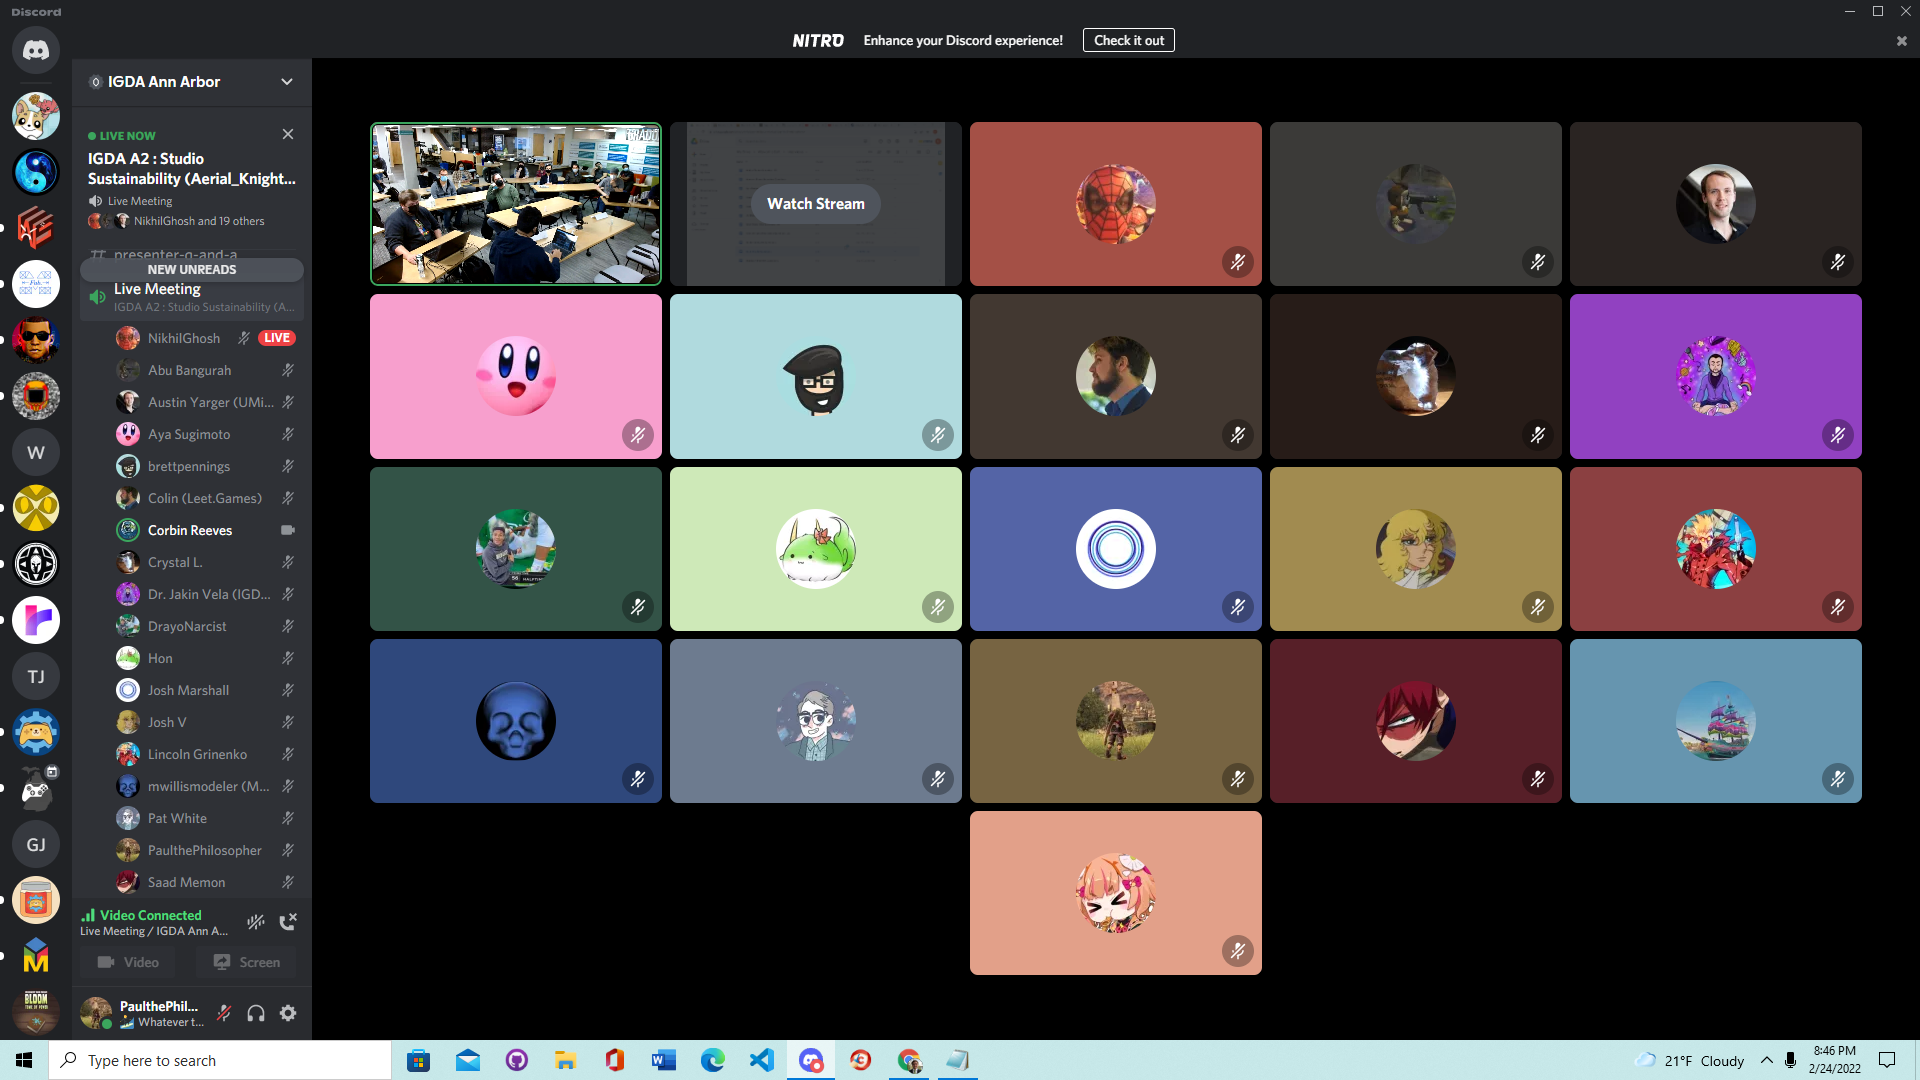 Discord
NITRO Enhance your Discord experience! Check it out
IGDA Ann Arbor
LIVE NOW
IGDA A2 : Studio
Sustainability (Aerial_Knight...
Live Meeting
NikhilGhosh and 19 others
presenter-q-and-a
NEW UNREADS
Live Meeting
IGDA A2 : Studio Sustainability (A...
NikhilGhosh LIVE
Abu Bangurah
Austin Yarger (UMi...
Aya Sugimoto
brettpennings
Colin (Leet.Games)
Corbin Reeves
Crystal L.
Dr. Jakin Vela (IGD...
DrayoNarcist
Hon
Josh Marshall
Josh V
Lincoln Grinenko
mwillismodeler (M...
Pat White
PaulthePhilosopher
Saad Memon
Video Connected
Live Meeting / IGDA Ann A...
Video Screen
PaulthePhil...
Whatever t...
W
TJ
GJ
BLOOM
Watch Stream
Type here to search
21°F Cloudy
8:46 PM
2/24/2022